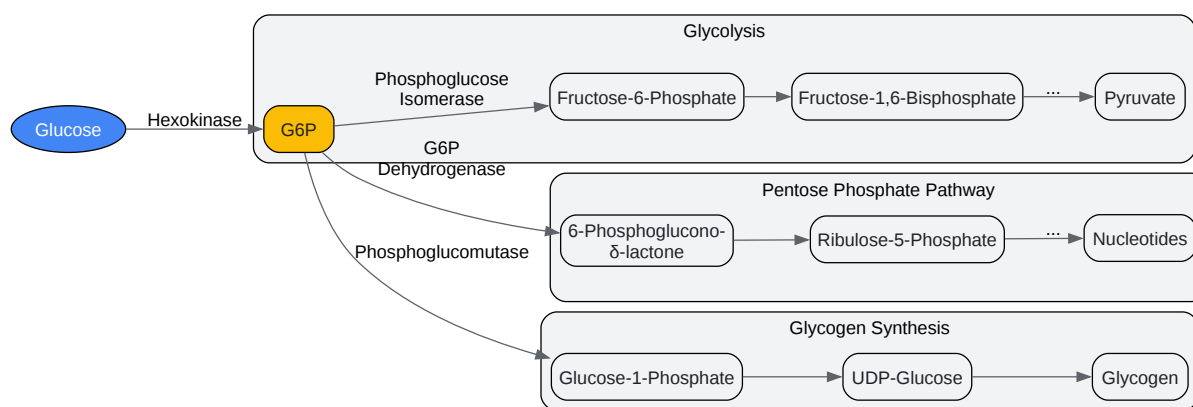 Glycolysis
Phosphoglucose
Isomerase
Fructose-6-Phosphate
Fructose-1,6-Bisphosphate
...
Pyruvate
Glucose
Hexokinase
G6P
G6P
Dehydrogenase
Pentose Phosphate Pathway
6-Phosphoglucono-
δ-lactone
Ribulose-5-Phosphate
...
Nucleotides
Phosphoglucomutase
Glycogen Synthesis
Glucose-1-Phosphate
UDP-Glucose
Glycogen